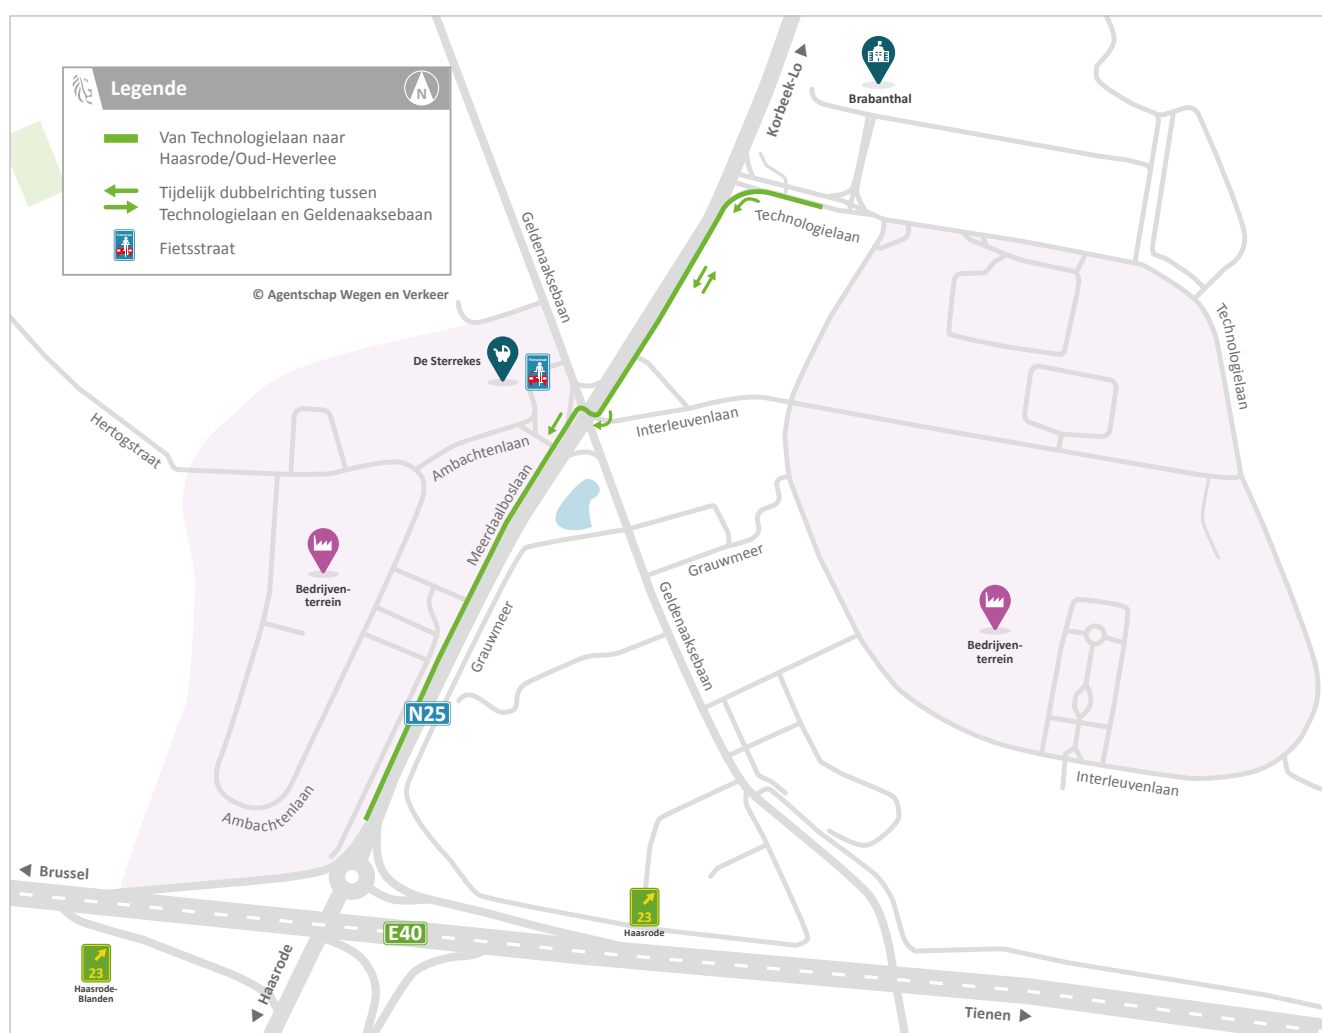 Legende
N
Van Technologielaan naar
Haasrode/Oud-Heverlee
Tijdelijk dubbelrichting tussen
Technologielaan en Geldenaaksebaan
Fietsstraat
© Agentschap Wegen en Verkeer
Korbeek-Lo
Brabanthal
Technologielaan
Geldenaaksebaan
Technologielaan
De Sterrekes
Interleuvenlaan
Hertogstraat
Ambachtenlaan
Meerdaalboslaan
Grauwmeer
Bedrijven-
terrein
Geldenaaksebaan
Grauwmeer
Bedrijven-
terrein
N25
Interleuvenlaan
Ambachtenlaan
Brussel
23
Haasrode
E40
23
Haasrode-
Blanden
Haasrode
Tienen